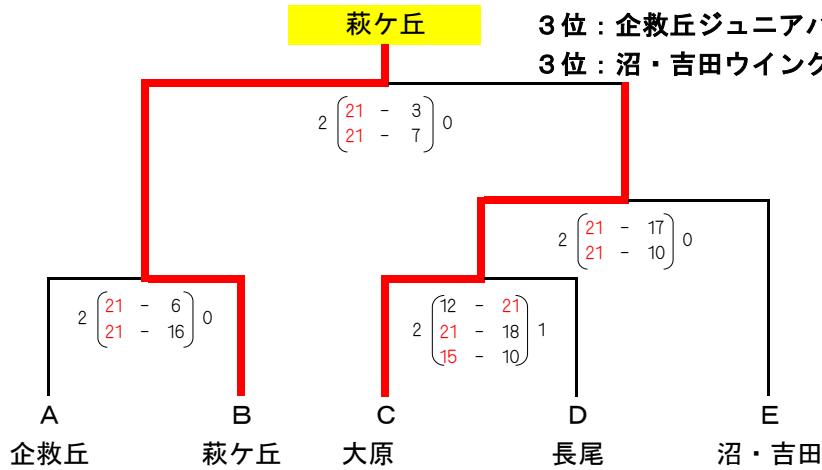 萩ケ丘
３位：企救丘ジュニアバ
３位：沼・吉田ウイング
2 21 - 3 0
21 - 7
2 21 - 17 0
21 - 10
2 21 - 6 0
21 - 16
12 - 21
2 21 - 18 1
15 - 10
A B C D E
企救丘 萩ケ丘 大原 長尾 沼・吉田